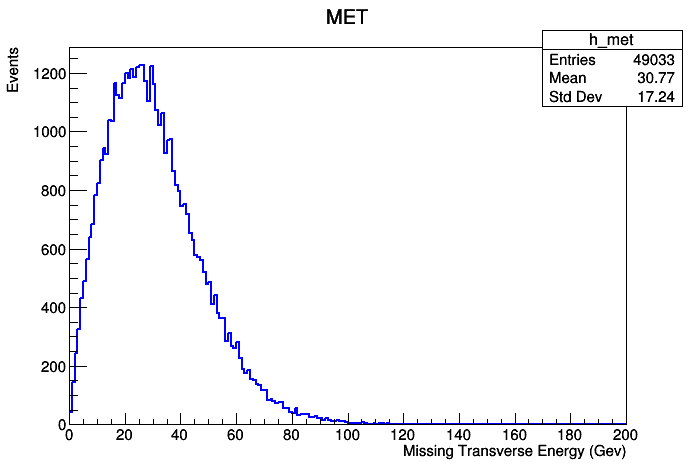 MET
h_met
Entries 49033
Mean 30.77
Std Dev 17.24
Events
1200
1000
800
600
400
200
0
0 20 40 60 80 100 120 140 160 180 200
Missing Transverse Energy (Gev)